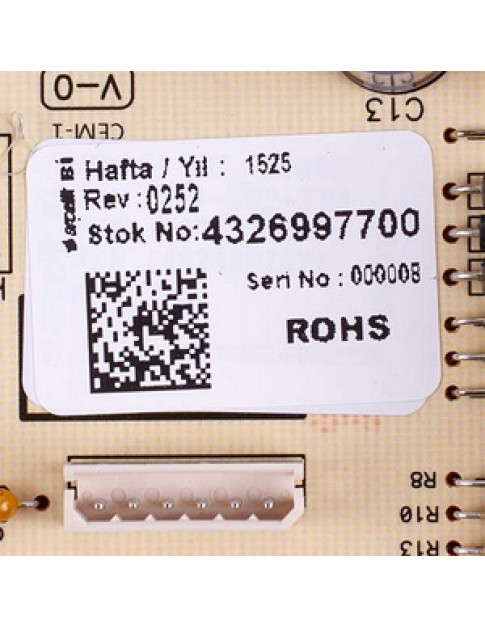 V-0
CEM-1
C13
Hafta / Yıl : 1525
Rev :0252
Stok No:4326997700
Seri No : 000008
ROHS
R8
R10
R13